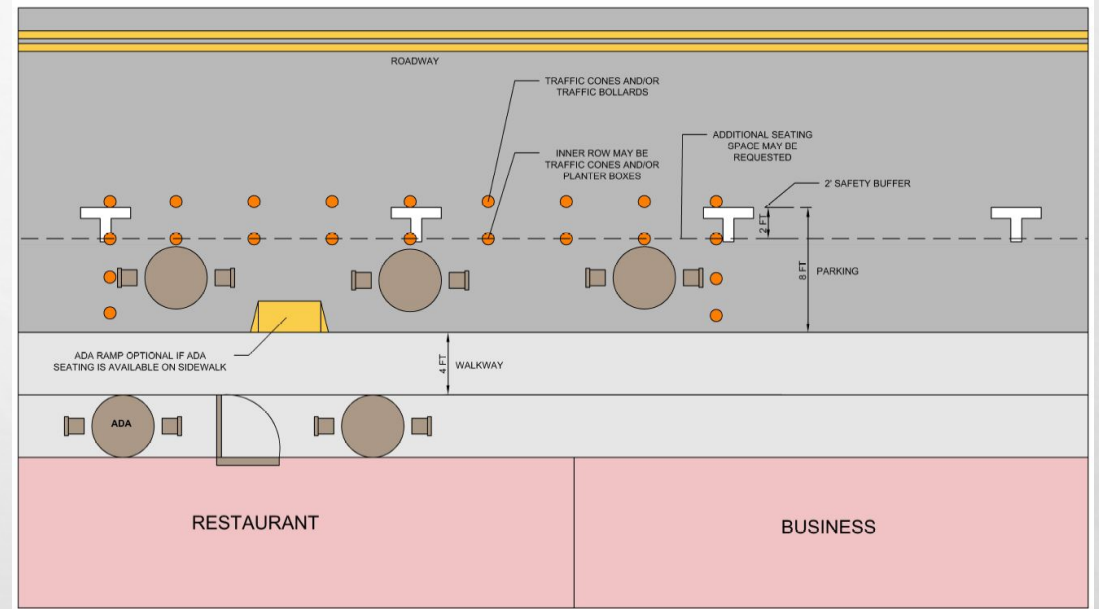 ROADWAY
TRAFFIC CONES AND/OR
TRAFFIC BOLLARDS
ADDITIONAL SEATING
SPACE MAY BE
REQUESTED
INNER ROW MAY BE
TRAFFIC CONES AND/OR
PLANTER BOXES
2' SAFETY BUFFER
2 FT
8 FT
PARKING
ADA RAMP OPTIONAL IF ADA
SEATING IS AVAILABLE ON SIDEWALK
4 FT
WALKWAY
ADA
RESTAURANT
BUSINESS